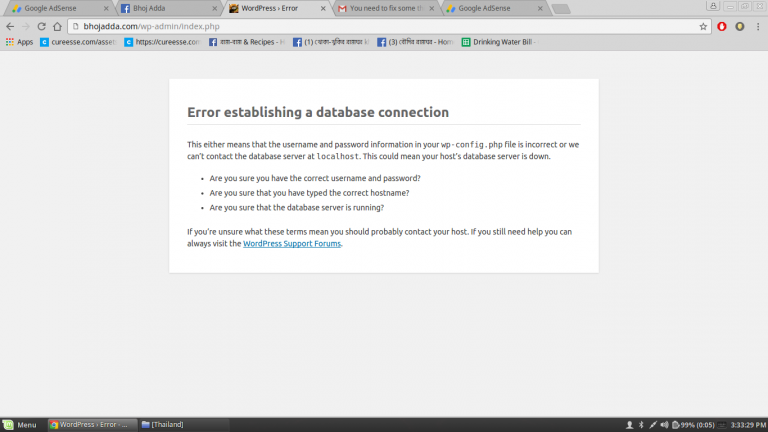 Google AdSense
Bhoj Adda
WordPress › Error
You need to fix some th
Google AdSense
bhojadda.com/wp-admin/index.php
Apps
cureesse.com/asset
https://cureesse.com
রান্না-বান্না & Recipes -
(1)
(3)
- Hom
Drinking Water Bill -
Error establishing a database connection
This either means that the username and password information in your wp-config.php file is incorrect or we
can't contact the database server at localhost. This could mean your host's database server is down.
• Are you sure you have the correct username and password?
• Are you sure that you have typed the correct hostname?
• Are you sure that the database server is running?
If you're unsure what these terms mean you should probably contact your host. If you still need help you can
always visit the WordPress Support Forums.
Menu
WordPress › Error - ...
[Thailand]
99% (0:05)
3:33:29 PM